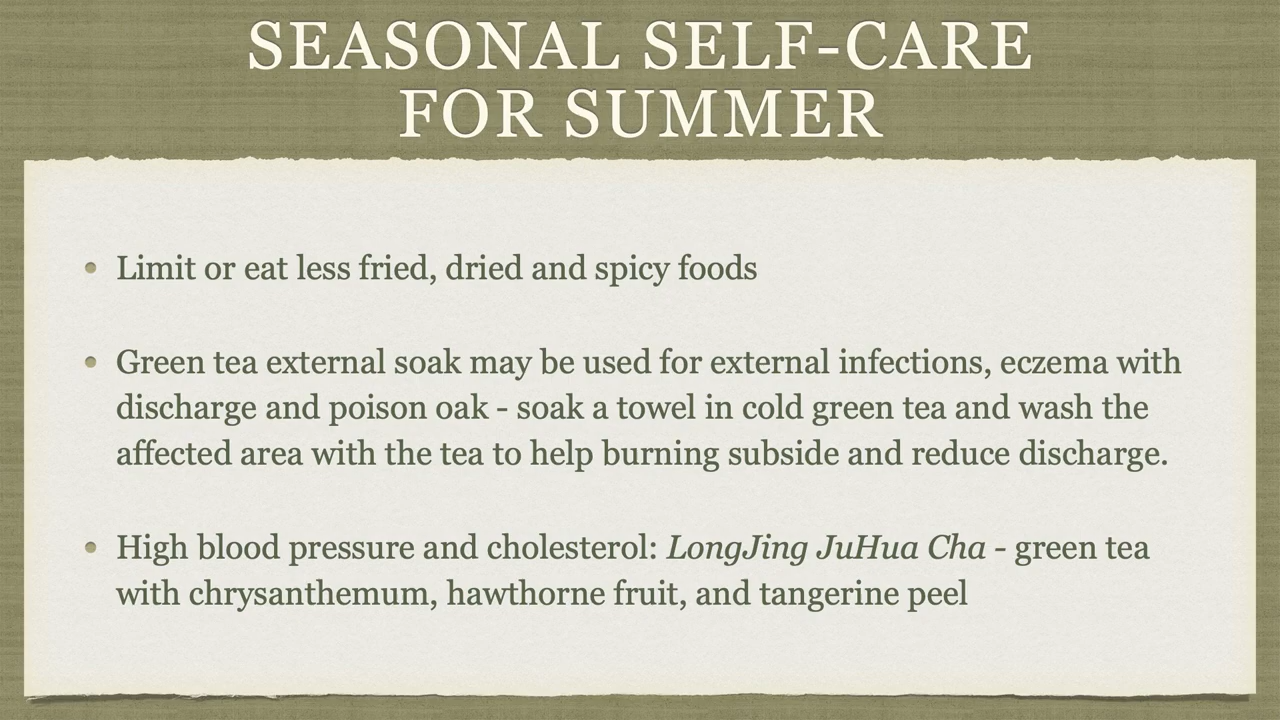 SEASONAL SELF-CARE
FOR SUMMER
• Limit or eat less fried, dried and spicy foods
• Green tea external soak may be used for external infections, eczema with
discharge and poison oak - soak a towel in cold green tea and wash the
affected area with the tea to help burning subside and reduce discharge.
• High blood pressure and cholesterol: LongJing JuHua Cha - green tea
with chrysanthemum, hawthorne fruit, and tangerine peel